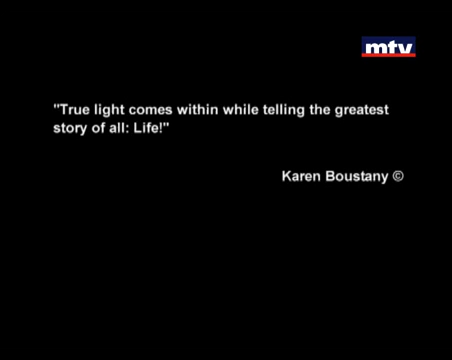 mtv
"True light comes within while telling the greatest
story of all: Life!"
Karen Boustany ©